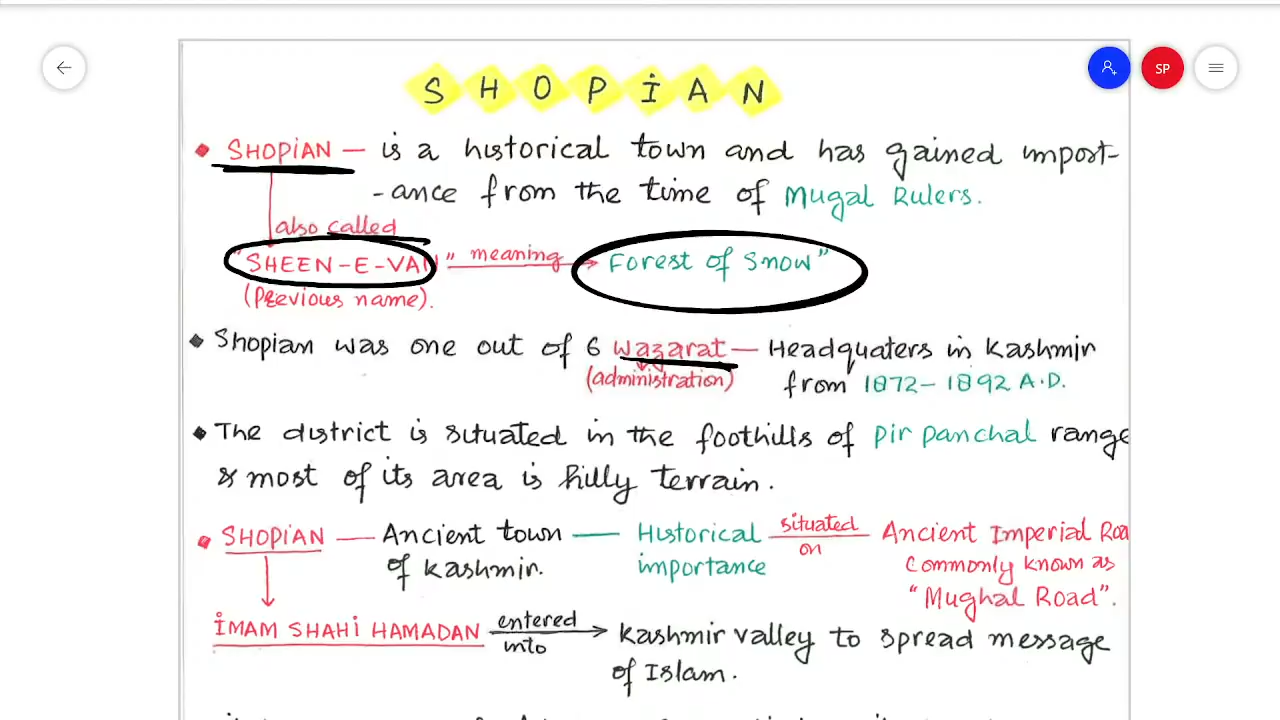 SHOPIAN
SP
• SHOPIAN — is a historical town and has gained import-
-ance from the time of Mugal Rulers.
also called
"SHEEN-E-VAN" meaning Forest of Snow"
(Previous name).
• Shopian was one out of 6 wazarat — Headquaters in Kashmir
(administration) from 1872-1892 A.D.
• The district is situated in the foothills of Pir Panchal range
& most of its area is hilly terrain.
• SHOPIAN — Ancient town — Historical situated on Ancient Imperial Roa
of Kashmir. importance commonly known as
"Mughal Road".
IMAM SHAHI HAMADAN entered into Kashmir valley to spread message
of Islam.